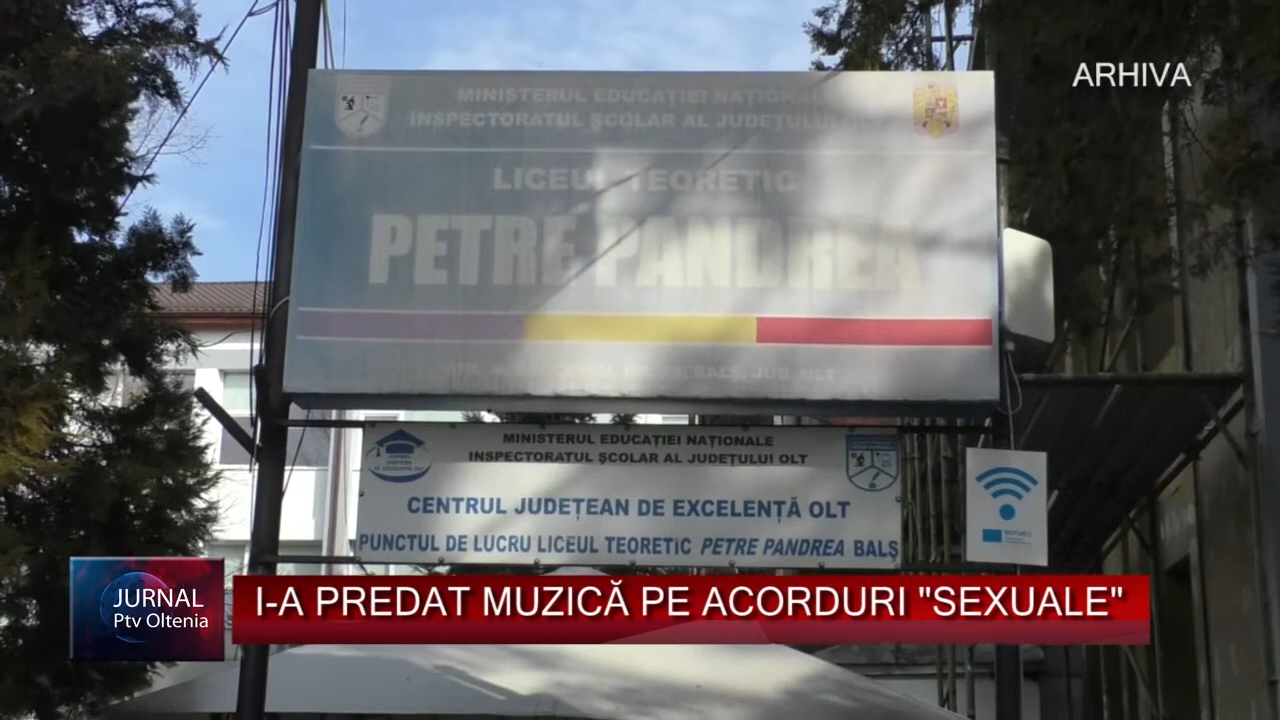 ARHIVA
MINISTERUL EDUCAȚIEI NAȚIONALE
INSPECTORATUL ȘCOLAR AL JUDEȚULUI
LICEUL TEORETIC
PETRE PANDREA
BALȘ, JUD. OLT
MINISTERUL EDUCAȚIEI NAȚIONALE
INSPECTORATUL ȘCOLAR AL JUDEȚULUI OLT
CENTRUL JUDEȚEAN DE EXCELENȚĂ OLT
PUNCTUL DE LUCRU LICEUL TEORETIC PETRE PANDREA BALȘ
JURNAL
Ptv Oltenia
I-A PREDAT MUZICĂ PE ACORDURI "SEXUALE"